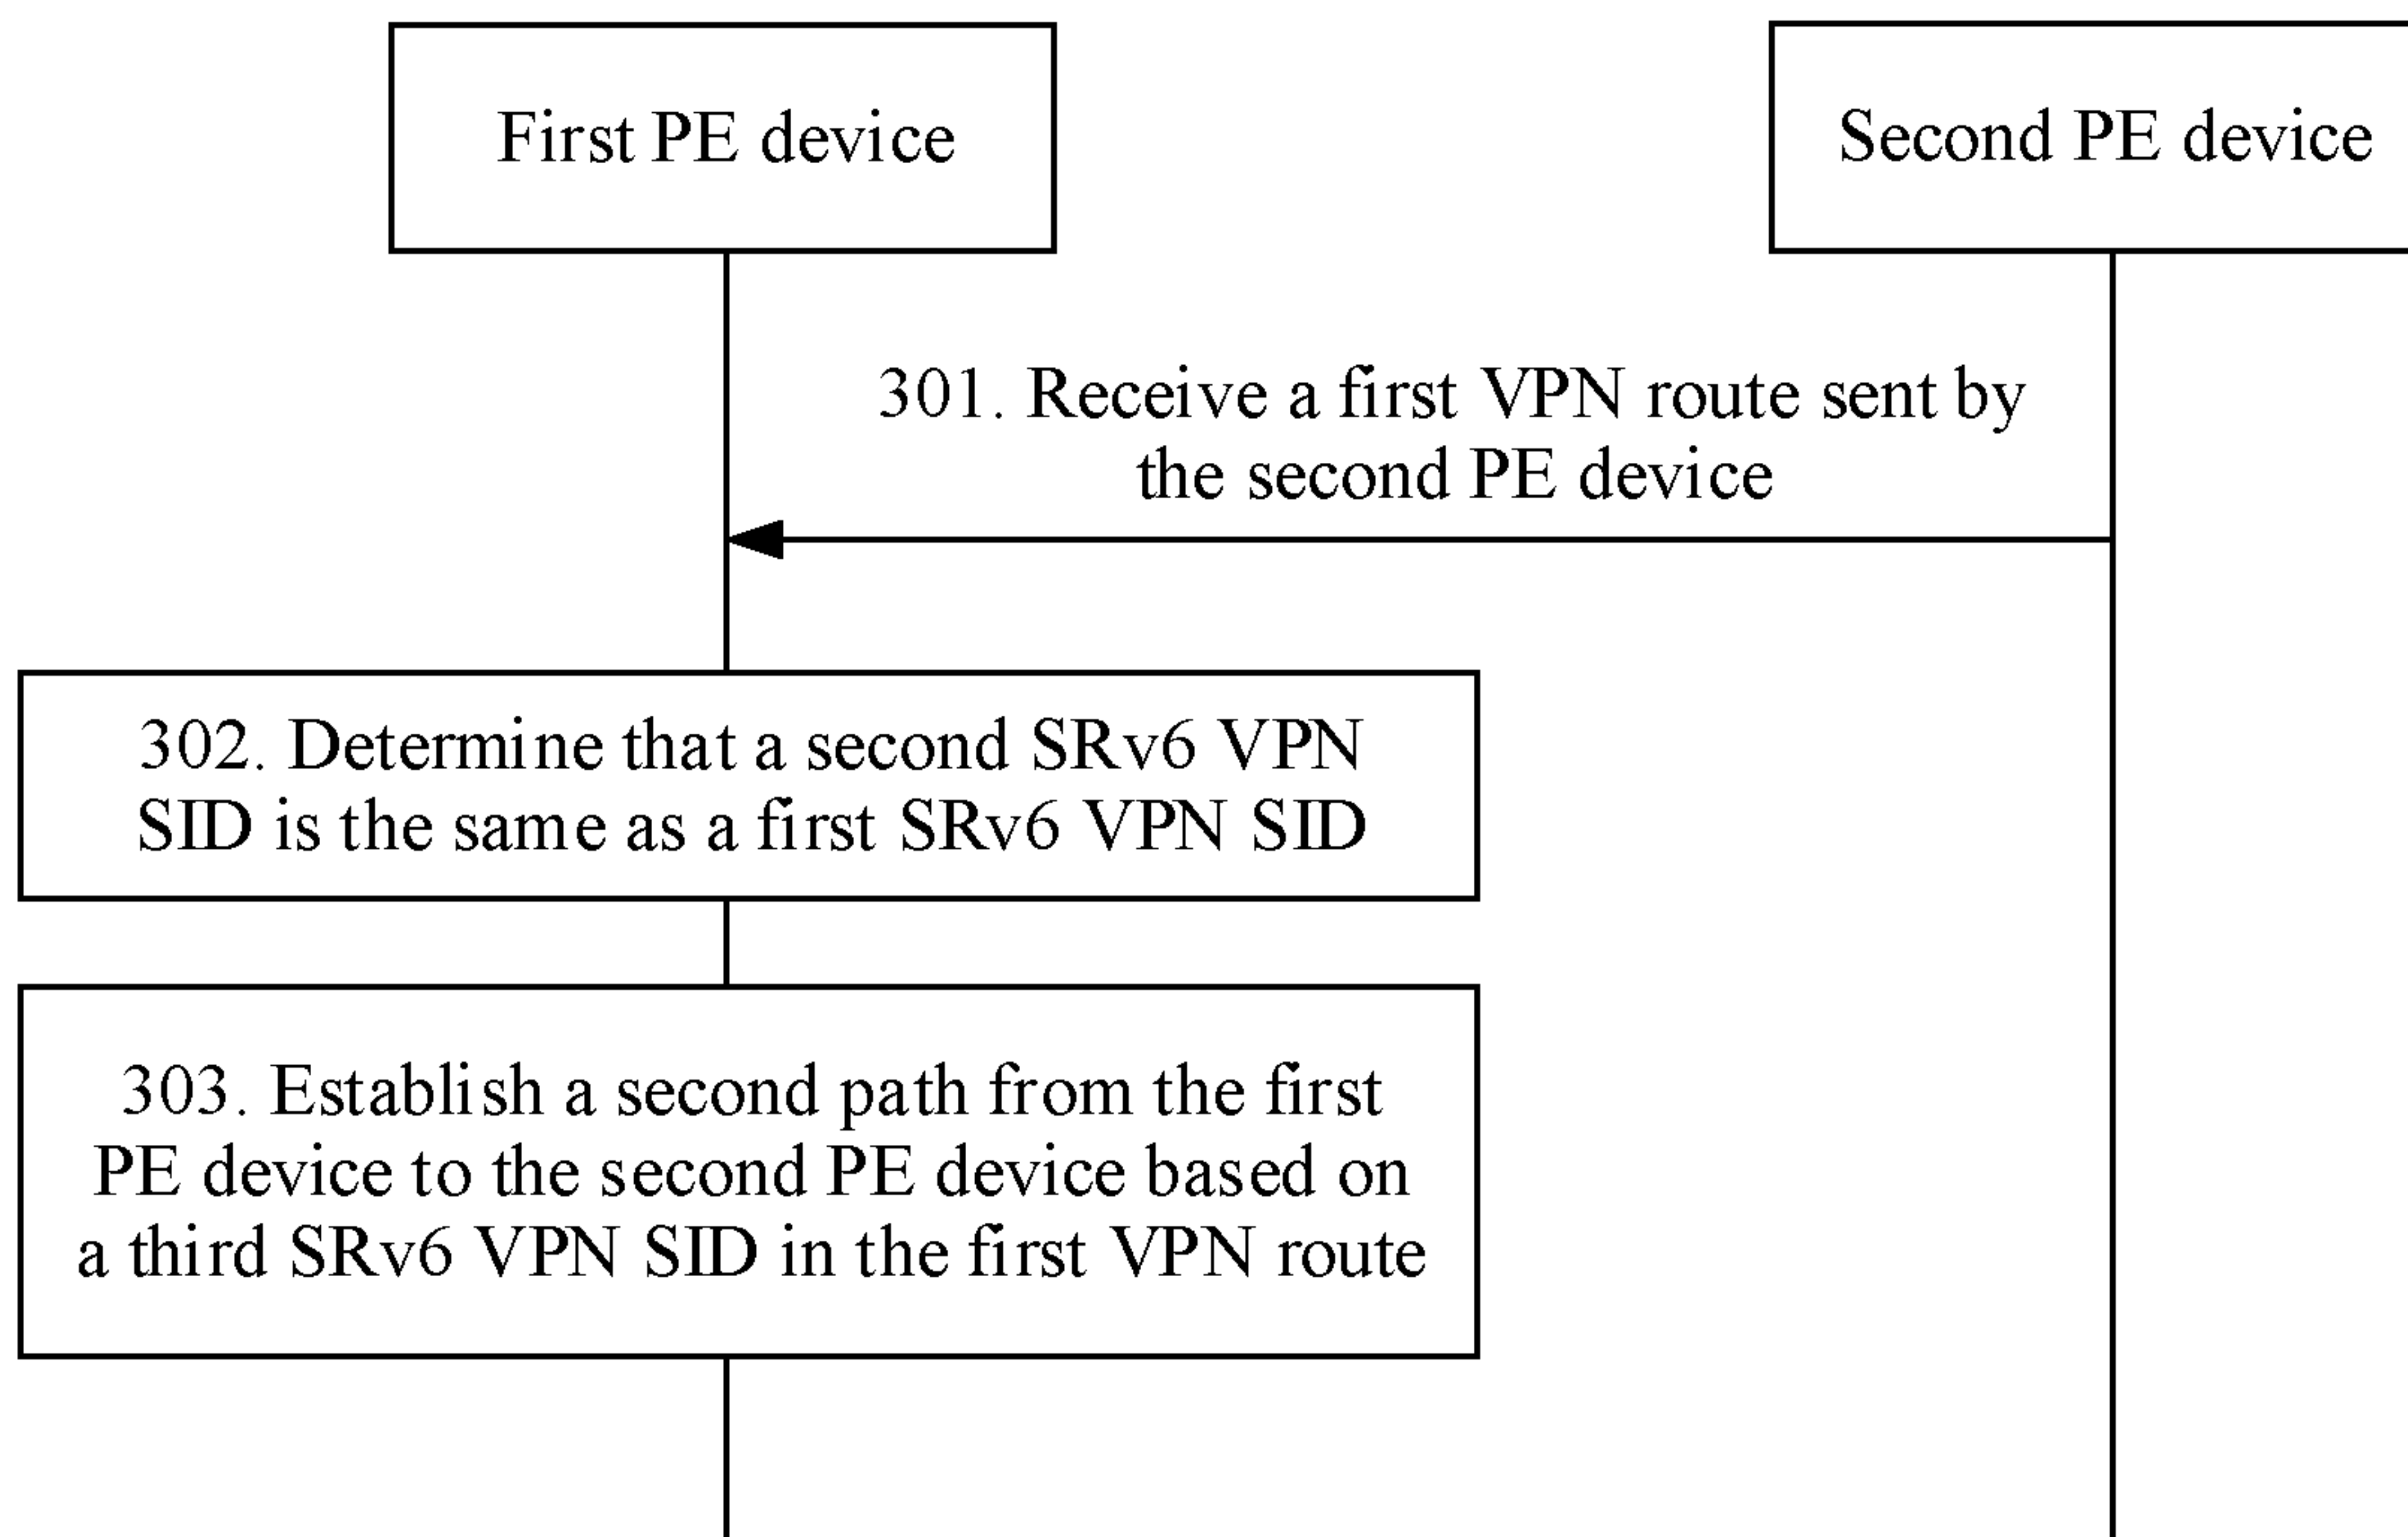 First PE device
Second PE device
301. Receive a first VPN route sent by
the second PE device
302. Determine that a second SRv6 VPN
SID is the same as a first SRv6 VPN SID
303. Establish a second path from the first
PE device to the second PE device based on
a third SRv6 VPN SID in the first VPN route